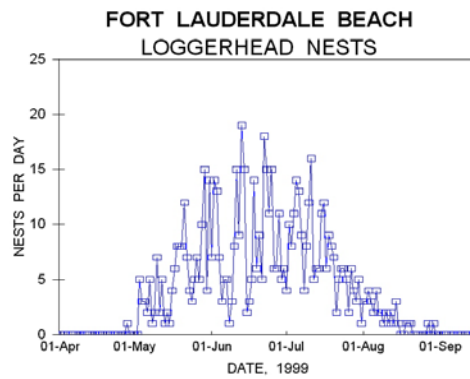 FORT LAUDERDALE BEACH
LOGGERHEAD NESTS
25
20
15
10
5
0
NESTS PER DAY
01-Apr 01-May 01-Jun 01-Jul 01-Aug 01-Sep
DATE, 1999